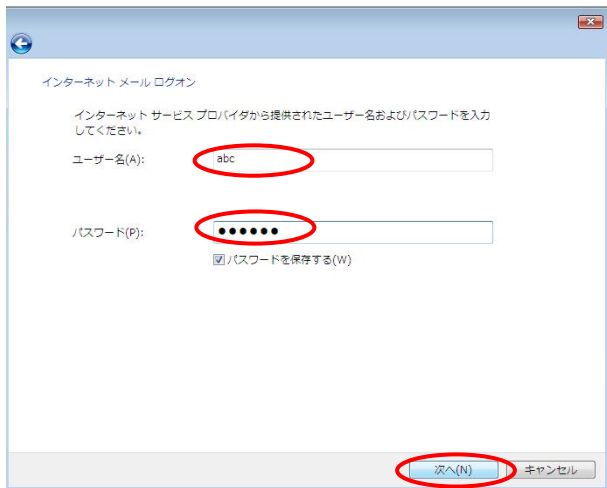 インターネット メール ログオン
インターネット サービス プロバイダから提供されたユーザー名およびパスワードを入力
してください。
ユーザー名(A):
abc
パスワード(P):
●●●●●●
パスワードを保存する(W)
次へ(N)
キャンセル